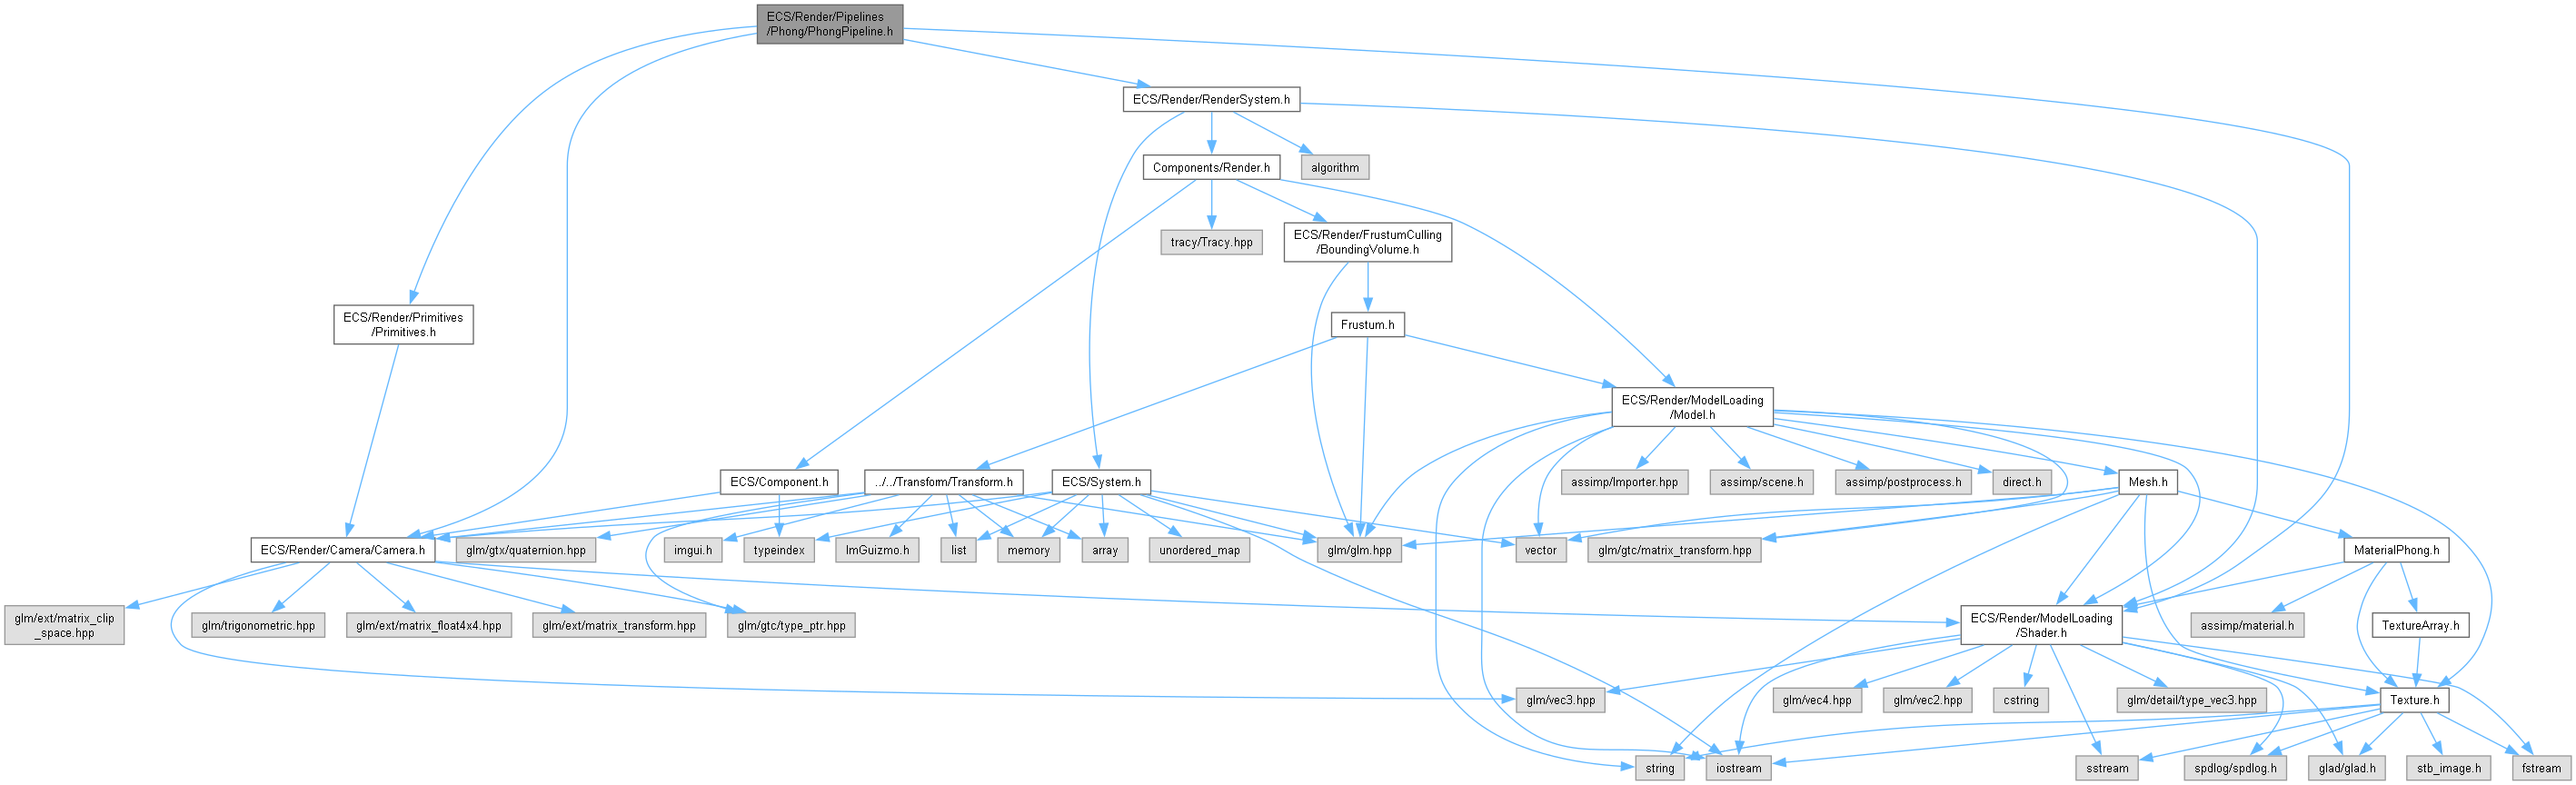 ECS/Render/Pipelines
/Phong/PhongPipeline.h
ECS/Render/RenderSystem.h
Components/Render.h
algorithm
tracy/Tracy.hpp
ECS/Render/FrustumCulling
/BoundingVolume.h
ECS/Render/Primitives
/Primitives.h
Frustum.h
ECS/Render/ModelLoading
/Model.h
ECS/Component.h
../../Transform/Transform.h
ECS/System.h
assimp/Importer.hpp
assimp/scene.h
assimp/postprocess.h
direct.h
Mesh.h
ECS/Render/Camera/Camera.h
glm/gtx/quaternion.hpp
imgui.h
typeindex
ImGuizmo.h
list
memory
array
unordered_map
glm/glm.hpp
vector
glm/gtc/matrix_transform.hpp
MaterialPhong.h
glm/ext/matrix_clip
_space.hpp
glm/trigonometric.hpp
glm/ext/matrix_float4x4.hpp
glm/ext/matrix_transform.hpp
glm/gtc/type_ptr.hpp
ECS/Render/ModelLoading
/Shader.h
assimp/material.h
TextureArray.h
glm/vec3.hpp
glm/vec4.hpp
glm/vec2.hpp
cstring
glm/detail/type_vec3.hpp
Texture.h
string
iostream
sstream
spdlog/spdlog.h
glad/glad.h
stb_image.h
fstream